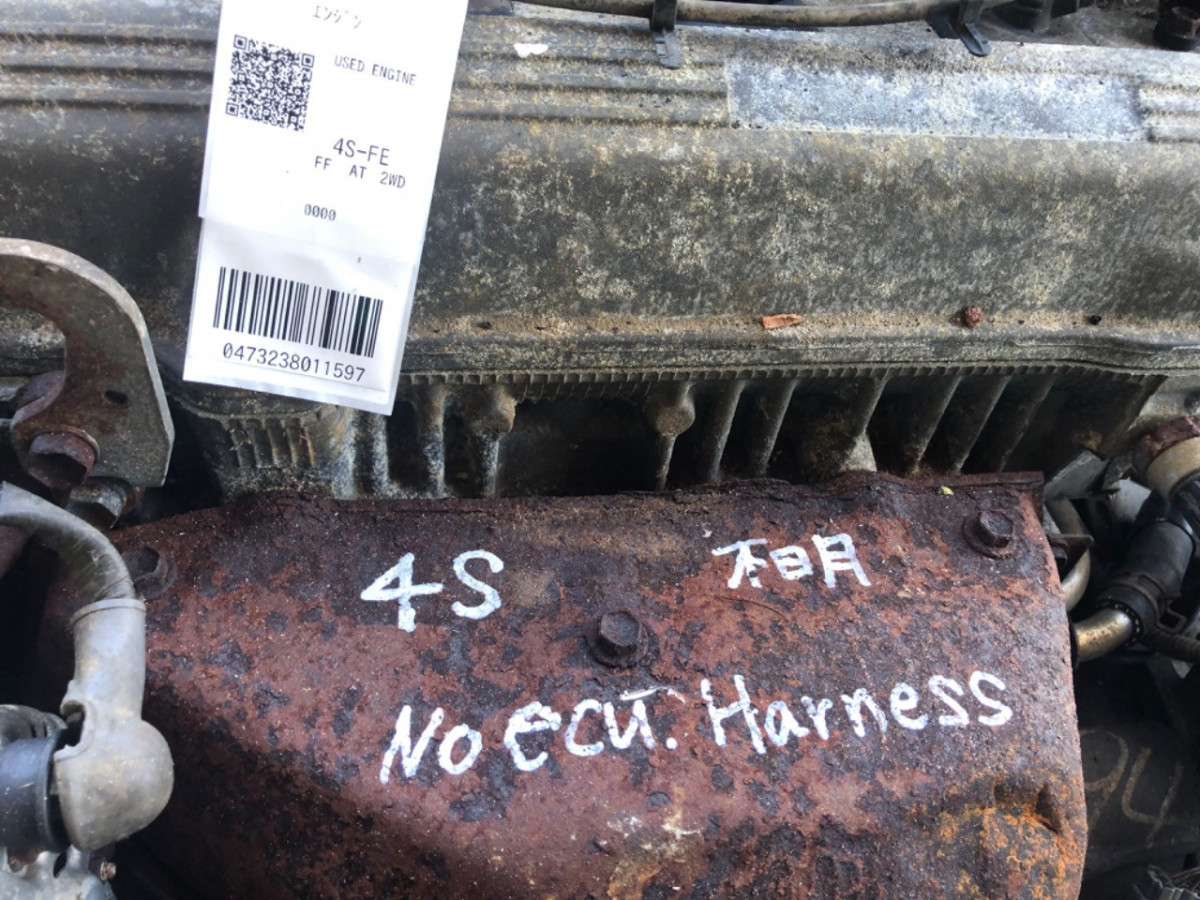 エンジン
USED ENGINE
4S-FE
FF AT 2WD
0000
0473238011597
4S 不明
No eCU. Harness
94